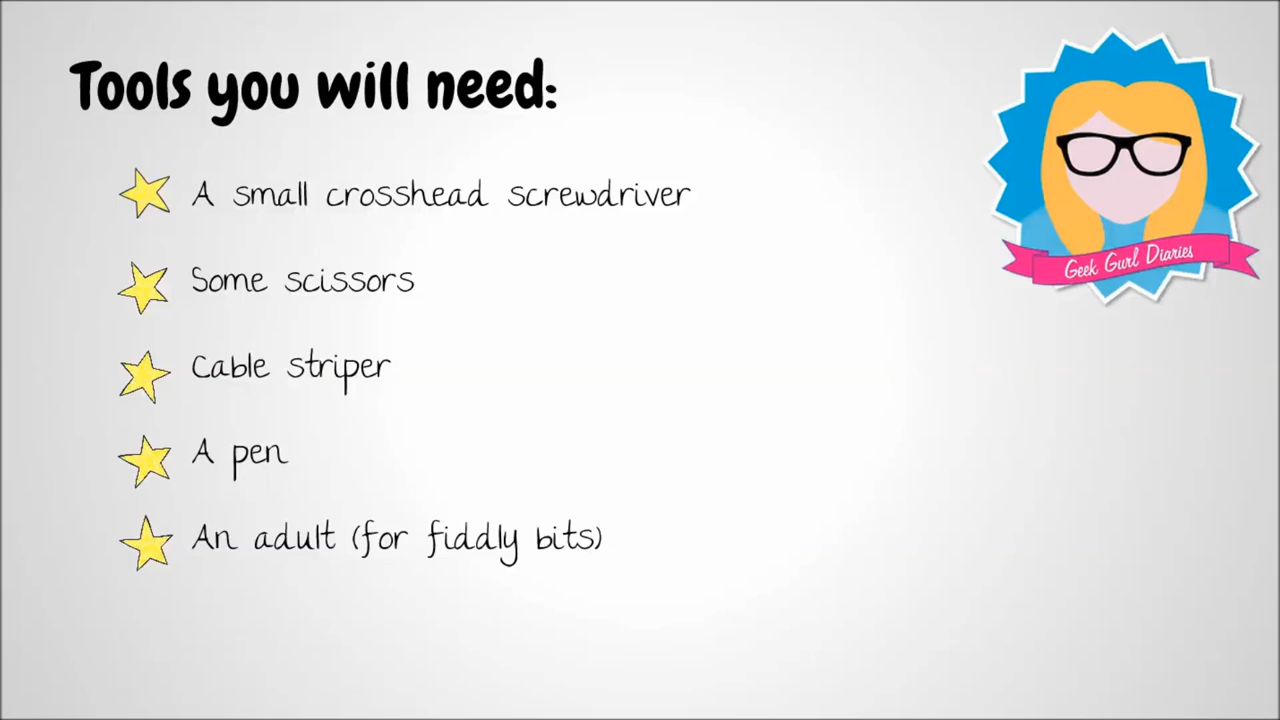 Tools you will need:
A small crosshead screwdriver
Some scissors
Cable striper
A pen
An adult (for fiddly bits)
Geek Gurl Diaries